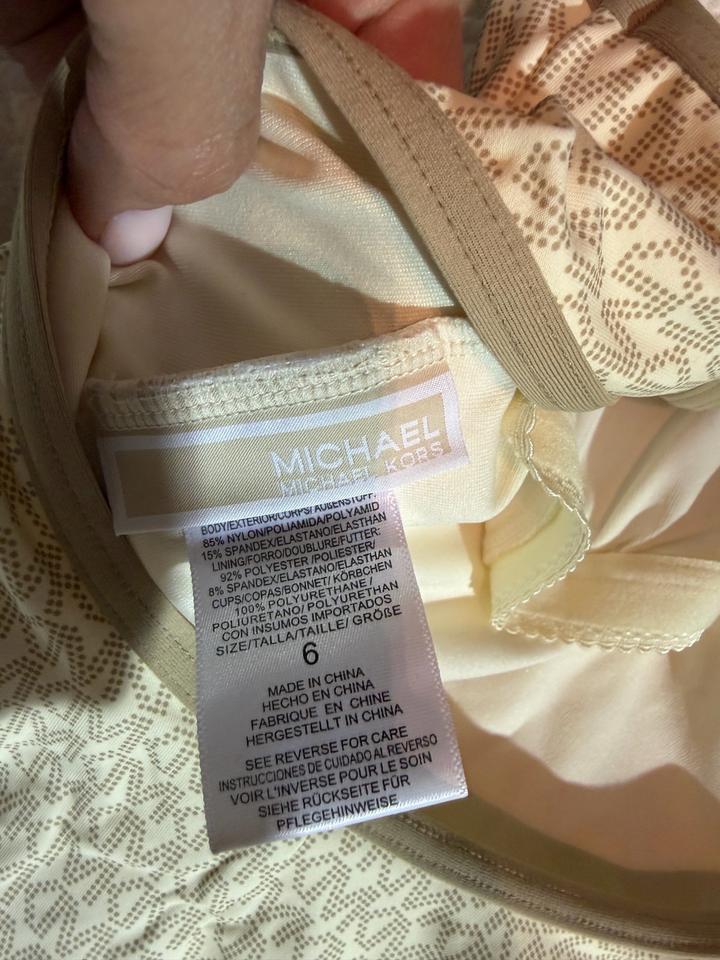 MICHAEL
MICHAEL KORS
BODY/EXTERIOR/CORPS/AUßENSTOFF:
85% NYLON/POLIAMIDA/POLYAMID
15% SPANDEX/ELASTANO/ELASTHAN
LINING/FORRO/DOUBLURE/FUTTER:
92% POLYESTER /POLIESTER/
8% SPANDEX/ELASTANO/ELASTHAN
CUPS/COPAS/BONNET/ KÖRBCHEN
100% POLYURETHANE /
POLIURETANO/ POLYURETHAN
CON INSUMOS IMPORTADOS
SIZE/TALLA/TAILLE/ GRÖßE
6
MADE IN CHINA
HECHO EN CHINA
FABRIQUE EN CHINE
HERGESTELLT IN CHINA
SEE REVERSE FOR CARE
INSTRUCCIONES DE CUIDADO AL REVERSO
VOIR L'INVERSE POUR LE SOIN
SIEHE RÜCKSEITE FÜR
PFLEGEHINWEISE